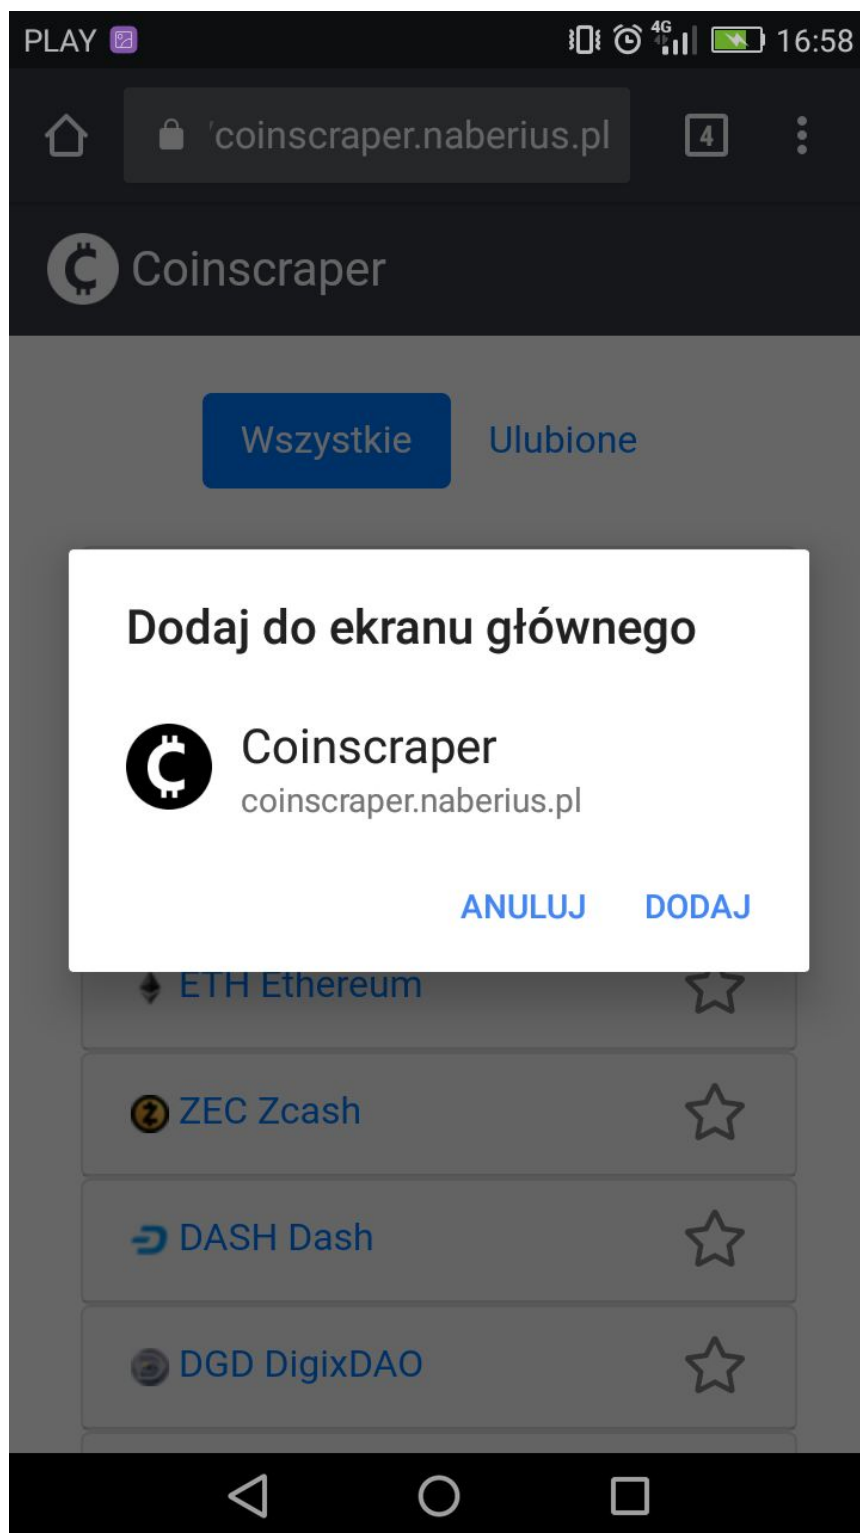 PLAY 4G 16:58
coinscraper.naberius.pl 4
Coinscraper
Wszystkie Ulubione
Dodaj do ekranu głównego
Coinscraper
coinscraper.naberius.pl
ANULUJ DODAJ
ETH Ethereum
ZEC Zcash
DASH Dash
DGD DigixDAO